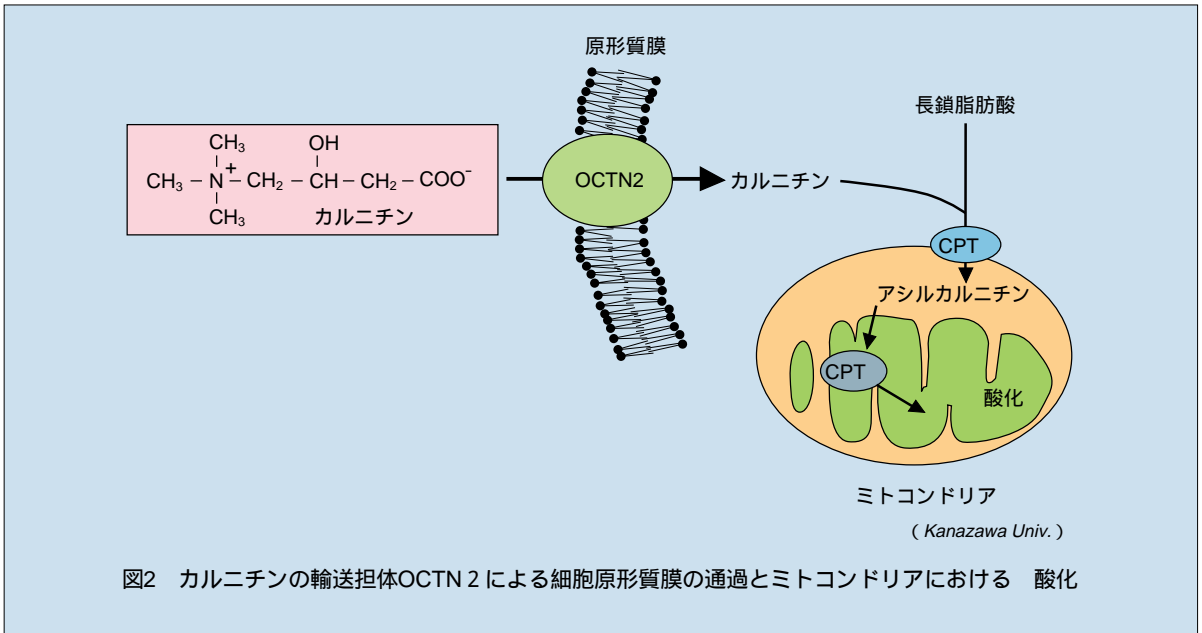 原形質膜
長鎖脂肪酸
CH₃ OH
CH₃－N⁺－CH₂－CH－CH₂－COO⁻
CH₃ カルニチン
OCTN2
カルニチン
CPT
アシルカルニチン
CPT
酸化
ミトコンドリア
( Kanazawa Univ. )
図2　カルニチンの輸送担体OCTN 2 による細胞原形質膜の通過とミトコンドリアにおける　酸化